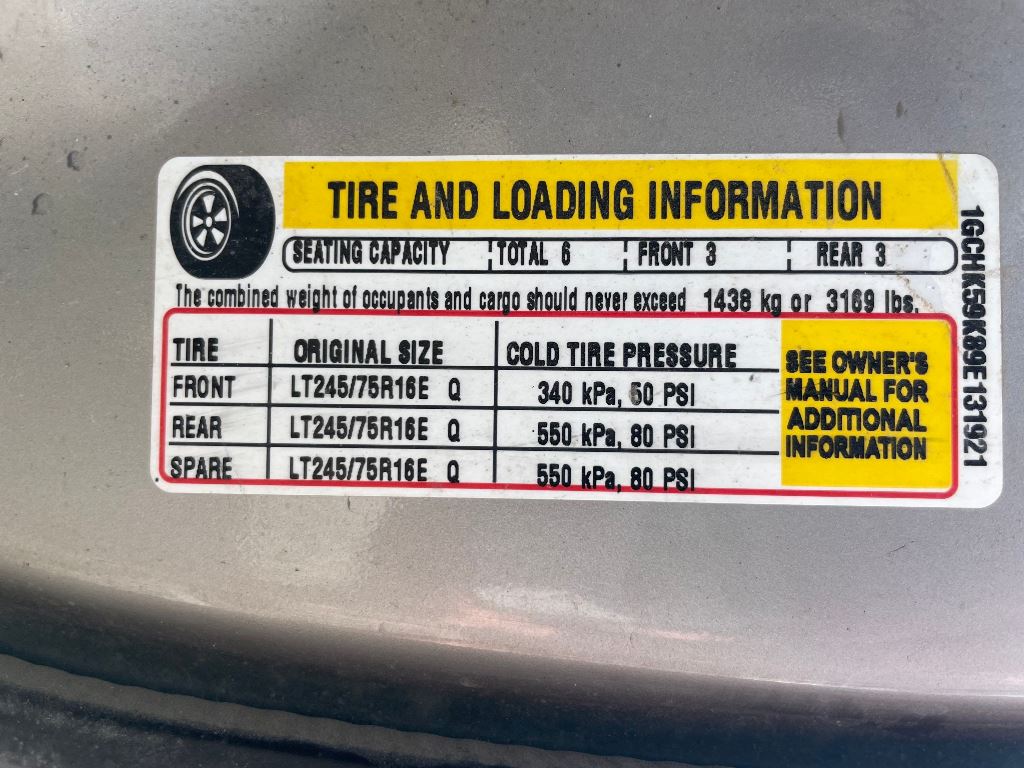 TIRE AND LOADING INFORMATION
SEATING CAPACITY TOTAL 6 FRONT 3 REAR 3
The combined weight of occupants and cargo should never exceed 1438 kg or 3169 lbs.
TIRE ORIGINAL SIZE COLD TIRE PRESSURE
FRONT LT245/75R16E Q 340 kPa, 50 PSI
REAR LT245/75R16E Q 550 kPa, 80 PSI
SPARE LT245/75R16E Q 550 kPa, 80 PSI
SEE OWNER'S
MANUAL FOR
ADDITIONAL
INFORMATION
1GCHK59K89E131921